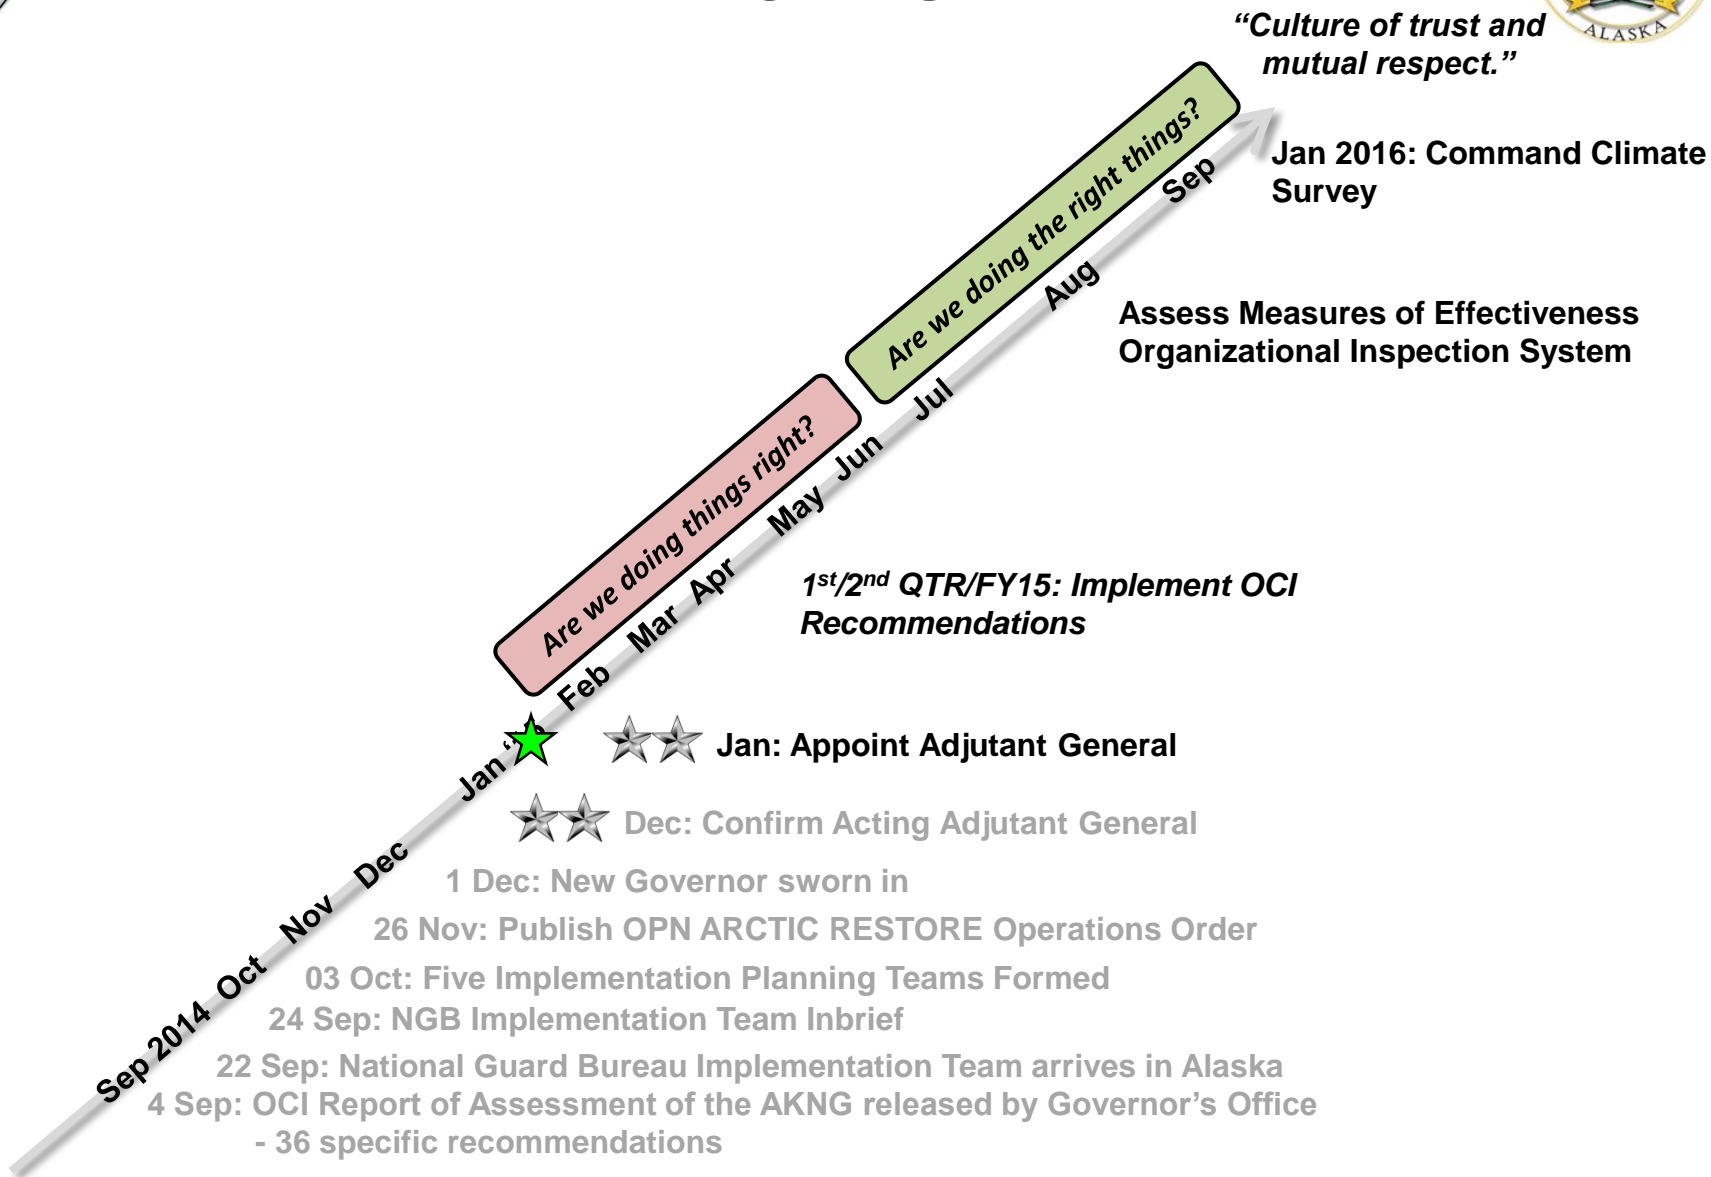 ALASKA
“Culture of trust and
mutual respect.”
Are we doing the right things?
Jan 2016: Command Climate
Survey
Sep
Aug
Assess Measures of Effectiveness
Organizational Inspection System
Jul
Are we doing things right?
Jun
May
Apr
Mar
Feb
1st/2nd QTR/FY15: Implement OCI
Recommendations
Jan
Jan: Appoint Adjutant General
Dec: Confirm Acting Adjutant General
Dec
1 Dec: New Governor sworn in
Nov
26 Nov: Publish OPN ARCTIC RESTORE Operations Order
Oct
03 Oct: Five Implementation Planning Teams Formed
Sep 2014
24 Sep: NGB Implementation Team Inbrief
22 Sep: National Guard Bureau Implementation Team arrives in Alaska
4 Sep: OCI Report of Assessment of the AKNG released by Governor’s Office
- 36 specific recommendations